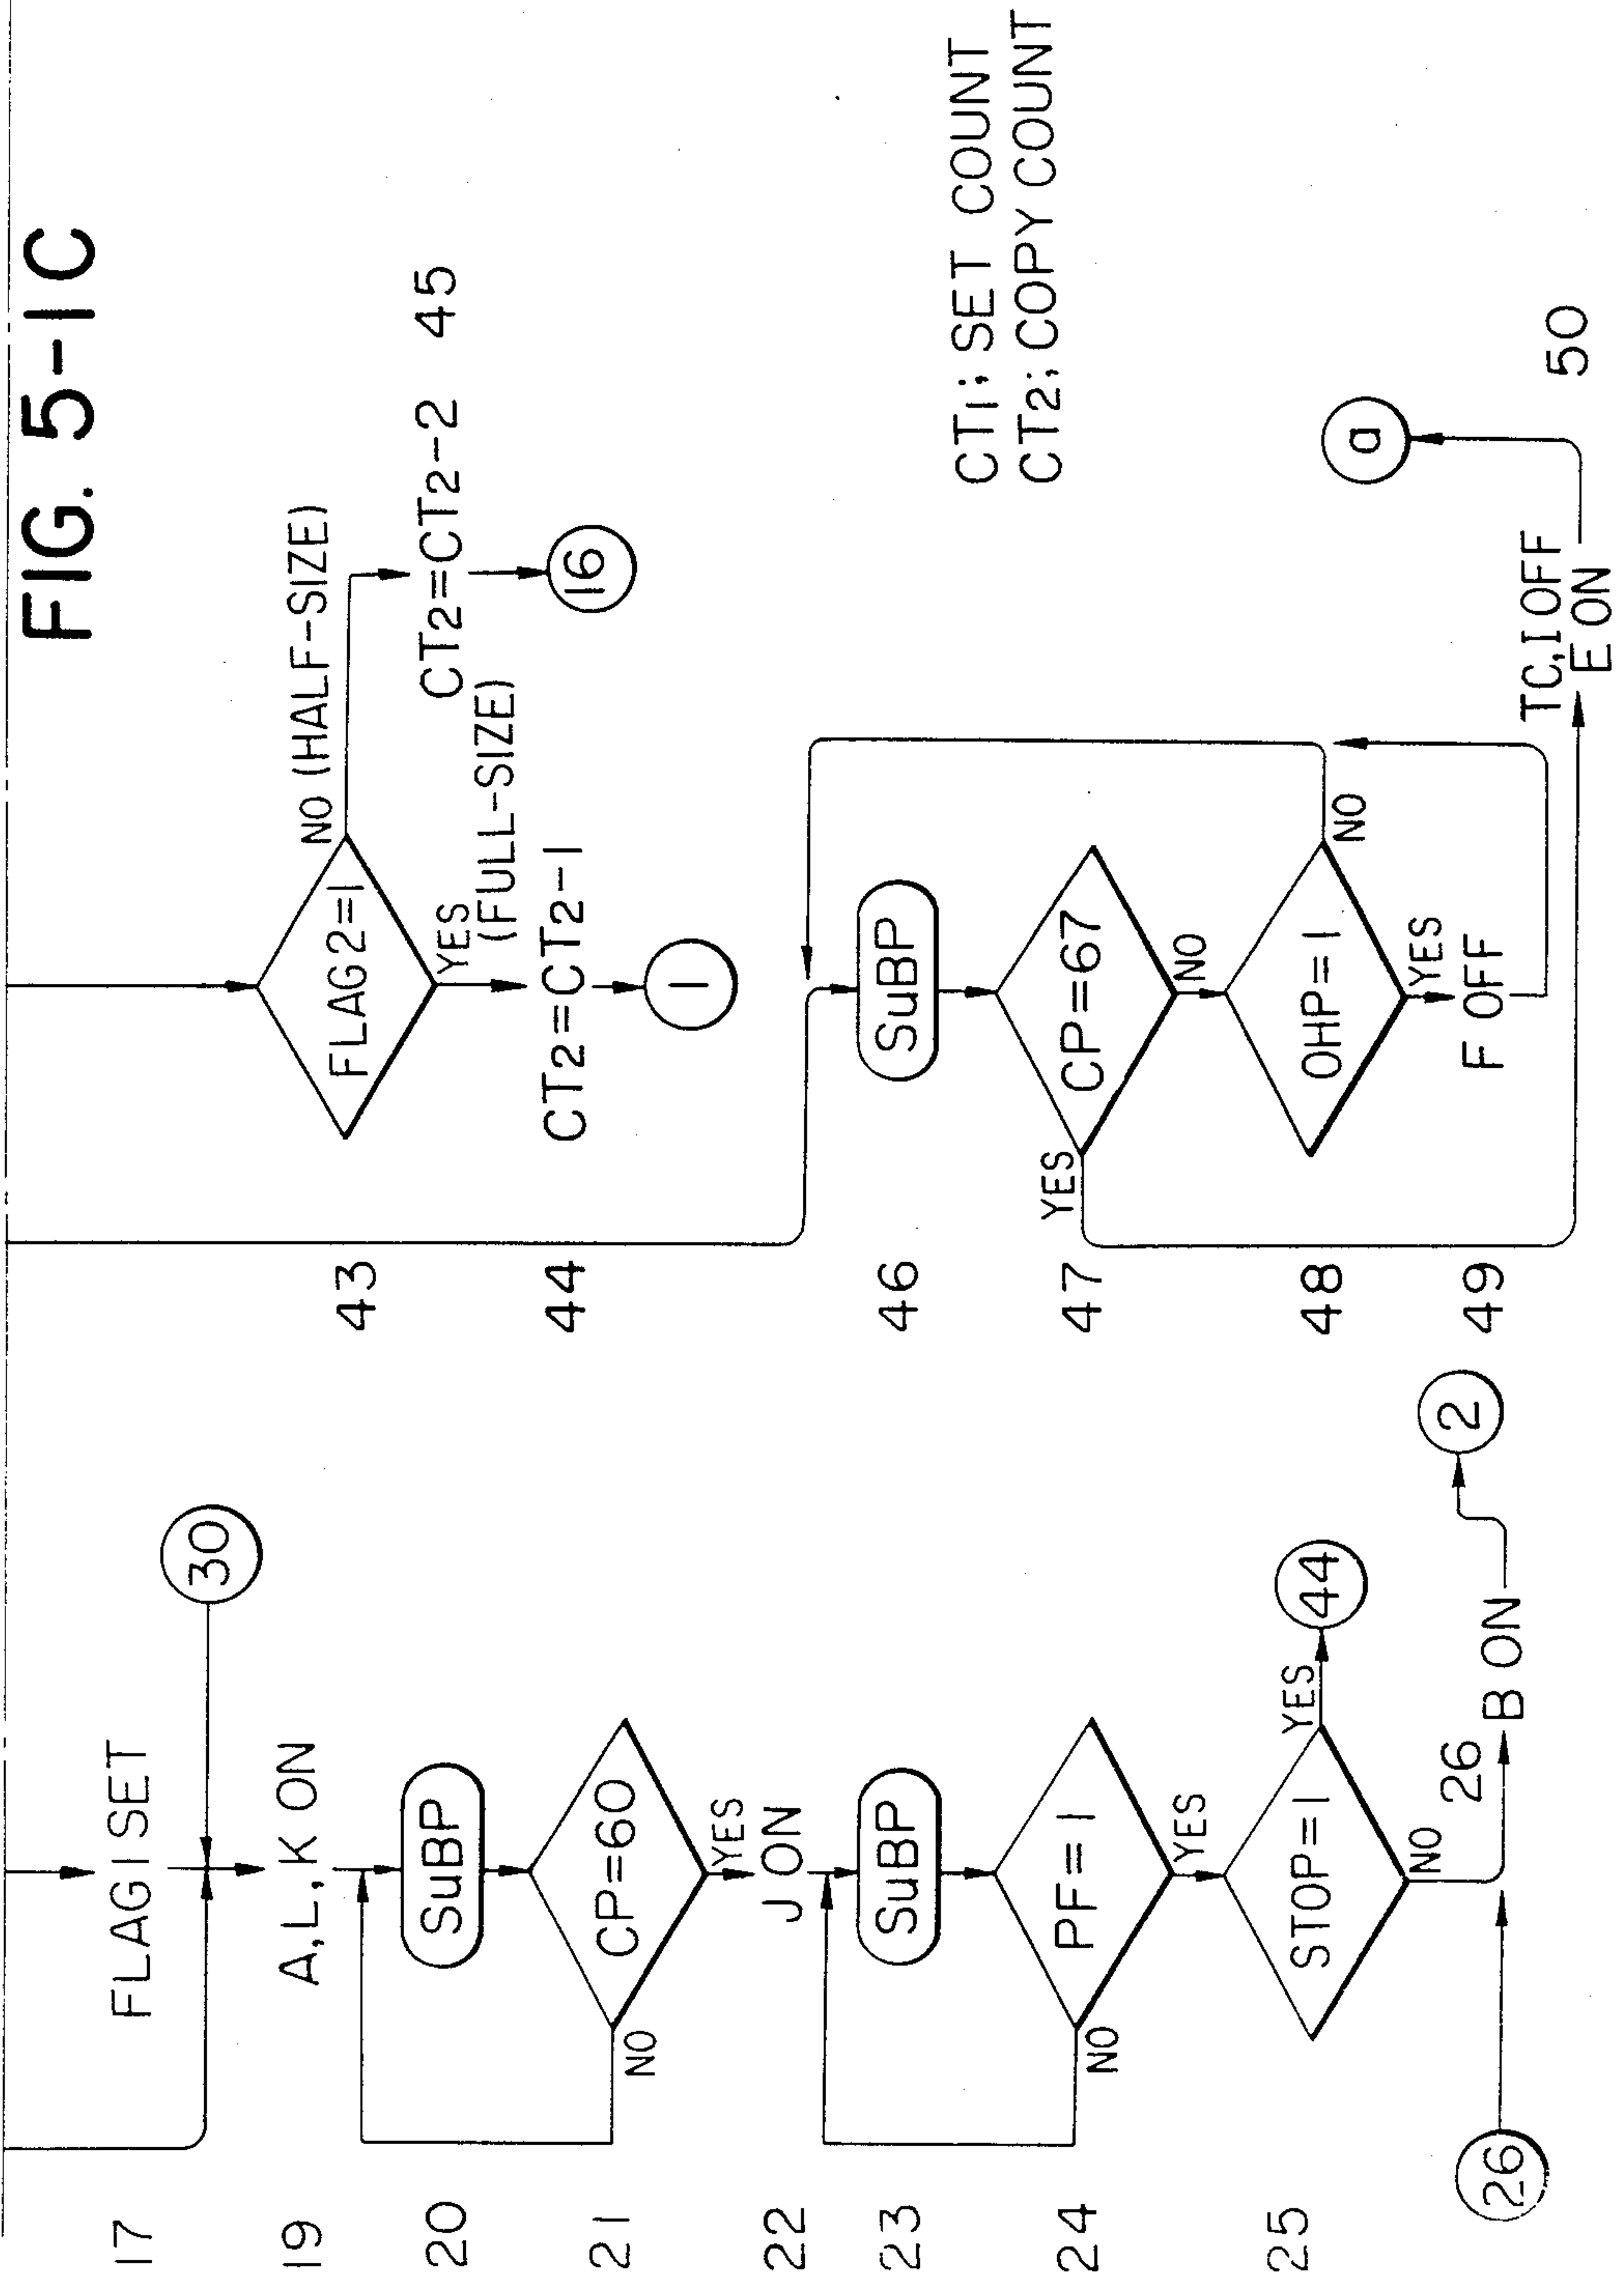 FIG. 5-1C
17
FLAG 1 SET
30
19
A, L, K ON
20
SuBP
21
CP=60
NO
YES
22
J ON
23
SuBP
24
PF=1
NO
YES
25
STOP=1
YES
44
NO
26
26
B ON
2
43
FLAG2=1
NO (HALF-SIZE)
YES
(FULL-SIZE)
44
CT2=CT2-1
CT2=CT2-2
45
1
16
46
SuBP
47
CP=67
YES
NO
48
OHP=1
NO
YES
49
F OFF
TC, I OFF
E ON
50
a
CT1; SET COUNT
CT2; COPY COUNT